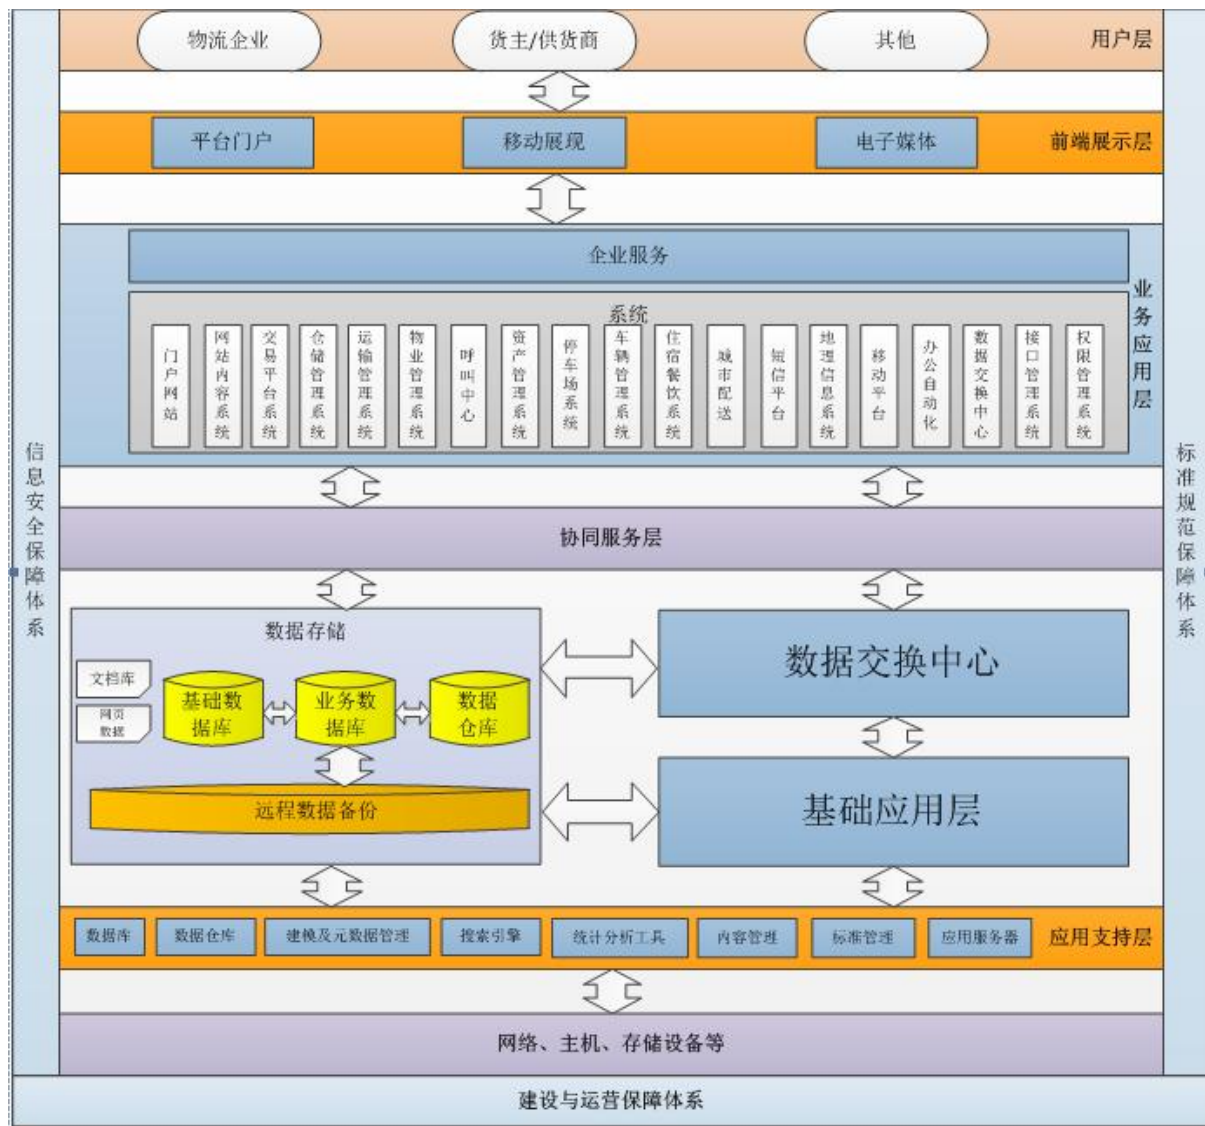 物流企业
货主/供货商
其他
用户层
平台门户
移动展现
电子媒体
前端展示层
企业服务
系统
门户网站
网站内容系统
交易平台系统
仓储管理系统
运输管理系统
物业管理系统
呼叫中心
资产管理系统
停车场系统
车辆管理系统
住宿餐饮系统
城市配送
短信平台
地理信息系统
移动平台
办公自动化
数据交换中心
接口管理系统
权限管理系统
业务应用层
信息安全保障体系
标准规范保障体系
协同服务层
数据存储
文档库
网页
数据
基础数
据库
业务数
据库
数据
仓库
远程数据备份
数据交换中心
基础应用层
数据库
数据仓库
建模及元数据管理
搜索引擎
统计分析工具
内容管理
标准管理
应用服务器
应用支持层
网络、主机、存储设备等
建设与运营保障体系